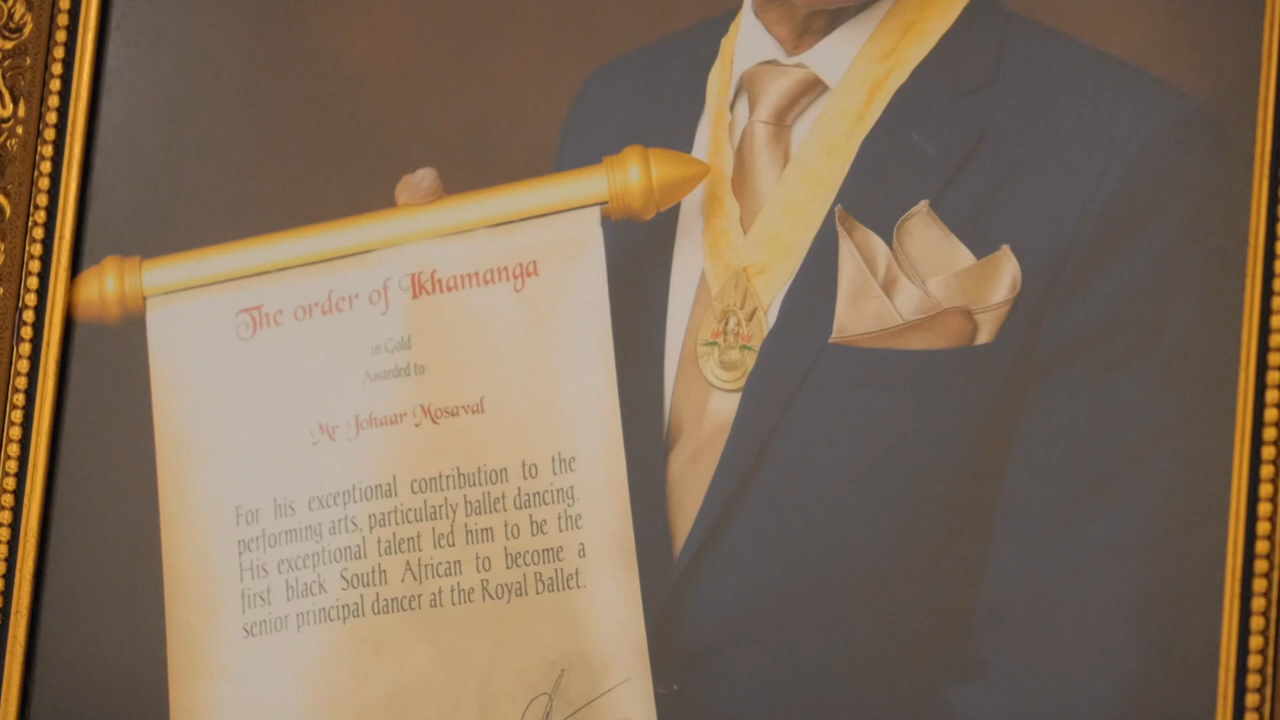 The order of Ikhamanga
in Gold
Awarded to
Mr Johaar Mosaval
For his exceptional contribution to the
performing arts, particularly ballet dancing.
His exceptional talent led him to be the
first black South African to become a
senior principal dancer at the Royal Ballet.